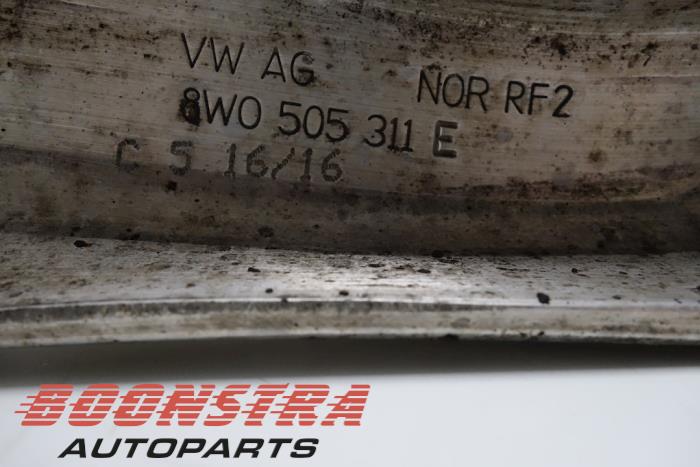 VW AG NOR RF2
8W0 505 311 E
C 5 16/16
BOONSTRA
AUTOPARTS